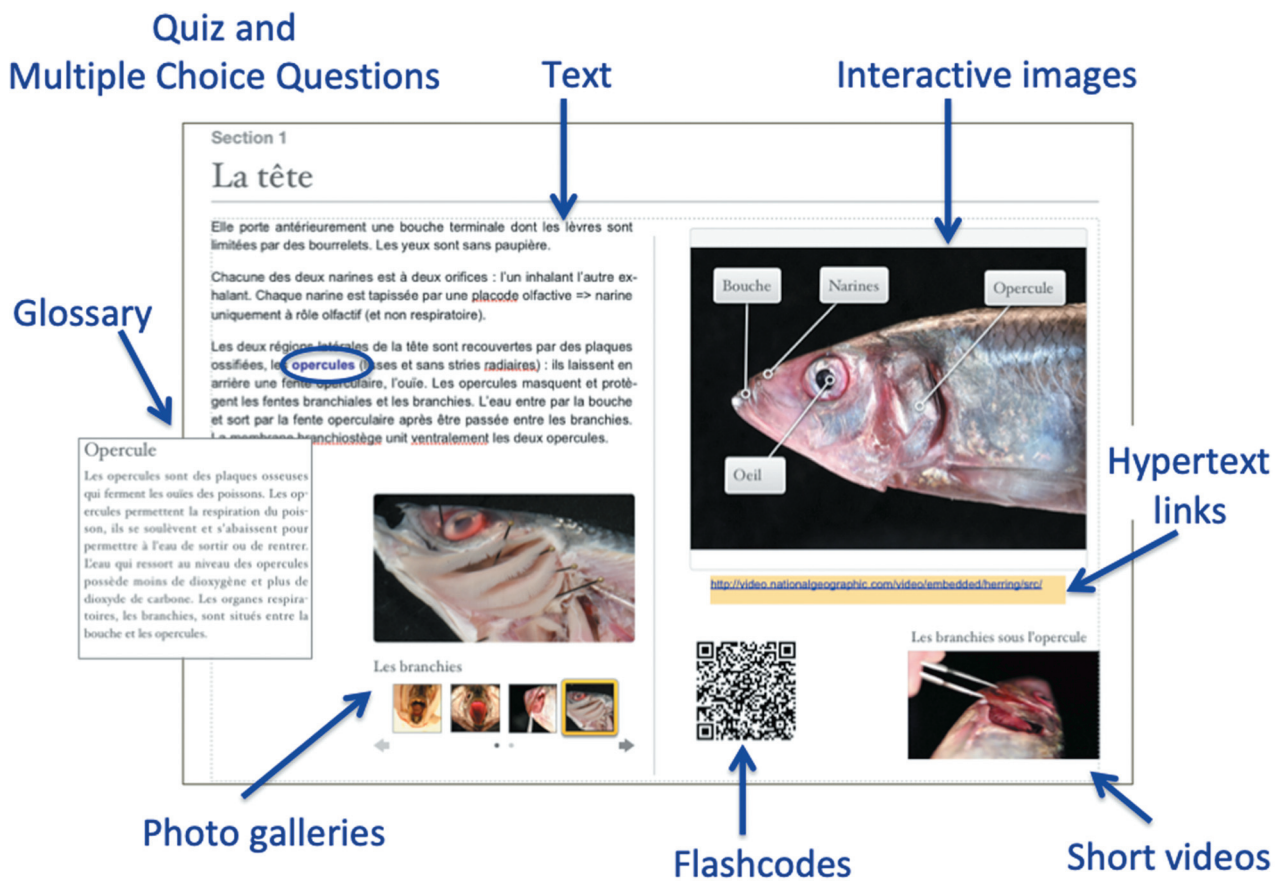 Quiz and
Multiple Choice Questions
Text
Interactive images
Section 1
La tête
Elle porte antérieurement une bouche terminale dont les lèvres sont
limitées par des bourrelets. Les yeux sont sans paupière.
Chacune des deux narines est à deux orifices : l'un inhalant l'autre ex-
halant. Chaque narine est tapissée par une placode olfactive => narine
uniquement à rôle olfactif (et non respiratoire).
Les deux régions latérales de la tête sont recouvertes par des plaques
ossifiées, les opercules (lisses et sans stries radiaires) : ils laissent en
arrière une fente operculaire, l'ouïe. Les opercules masquent et protè-
gent les fentes branchiales et les branchies. L'eau entre par la bouche
et sort par la fente operculaire après être passée entre les branchies.
La membrane branchiostège unit ventralement les deux opercules.
Glossary
Opercule
Les opercules sont des plaques osseuses
qui ferment les ouïes des poissons. Les op-
ercules permettent la respiration du pois-
son, ils se soulèvent et s'abaissent pour
permettre à l'eau de sortir ou de rentrer.
L'eau qui ressort au niveau des opercules
possède moins de dioxygène et plus de
dioxyde de carbone. Les organes respira-
toires, les branchies, sont situés entre la
bouche et les opercules.
Les branchies
Photo galleries
Bouche
Narines
Opercule
Oeil
Hypertext
links
http://video.nationalgeographic.com/video/embedded/herring/src/
Les branchies sous l'opercule
Flashcodes
Short videos